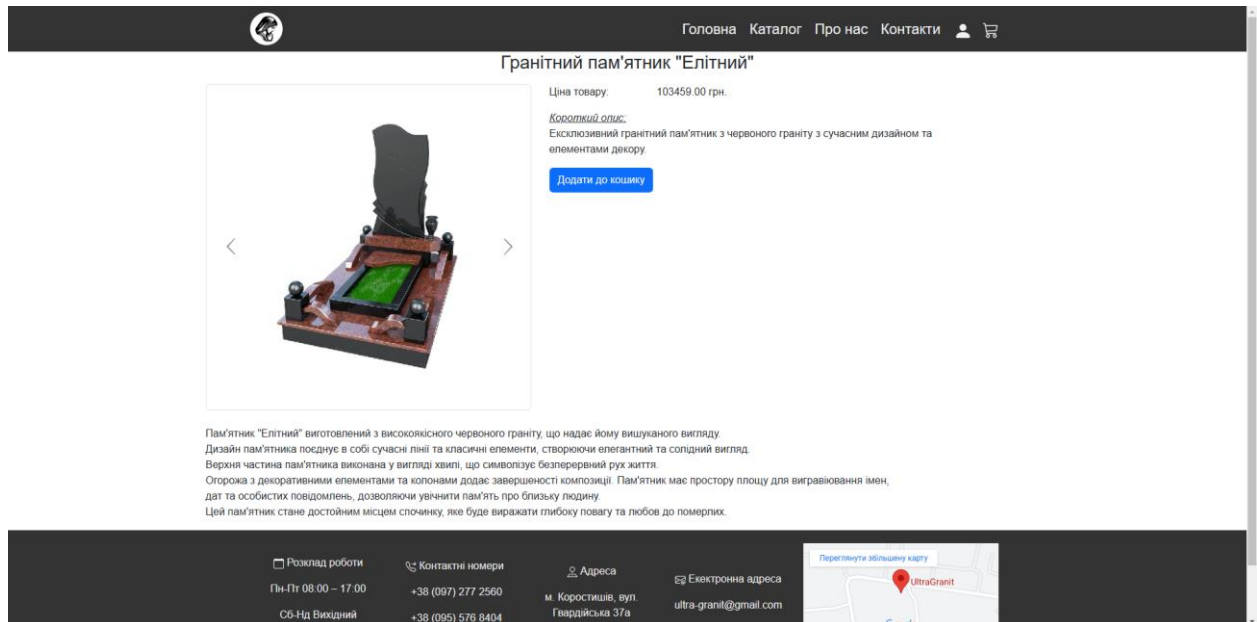 Головна Каталог Про нас Контакти
Гранітний пам'ятник "Елітний"
Ціна товару: 103459.00 грн.
Короткий опис:
Ексклюзивний гранітний пам'ятник з червоного граніту з сучасним дизайном та
елементами декору.
Додати до кошику
Пам'ятник "Елітний" виготовлений з високоякісного червоного граніту, що надає йому вишуканого вигляду.
Дизайн пам'ятника поєднує в собі сучасні лінії та класичні елементи, створюючи елегантний та солідний вигляд.
Верхня частина пам'ятника виконана у вигляді хвилі, що символізує безперервний рух життя.
Огорожа з декоративними елементами та колонами додає завершеності композиції. Пам'ятник має простору площу для вигравіювання імен,
дат та особистих повідомлень, дозволяючи увічнити пам'ять про близьку людину.
Цей пам'ятник стане достойним місцем спочинку, яке буде виражати глибоку повагу та любов до померлих.
Розклад роботи
Пн-Пт 08:00 – 17:00
Сб-Нд Вихідний
Контактні номери
+38 (097) 277 2560
+38 (095) 576 8404
Адреса
м. Коростишів, вул.
Гвардійська 37а
Екектронна адреса
ultra-granit@gmail.com
Переглянути збільшену карту
UltraGranit